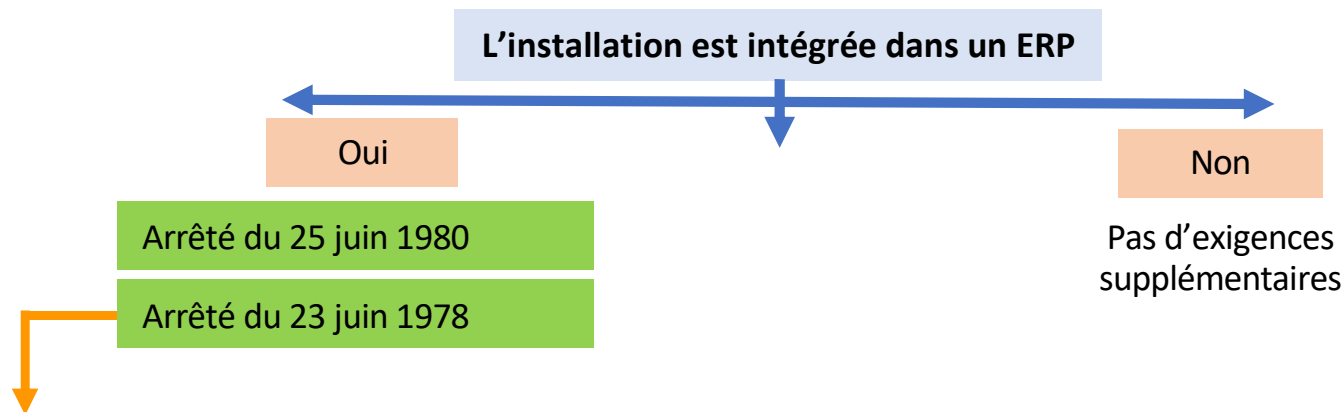 L’installation est intégrée dans un ERP
Oui
Non
Arrêté du 25 juin 1980
Arrêté du 23 juin 1978
Pas d’exigences
supplémentaires